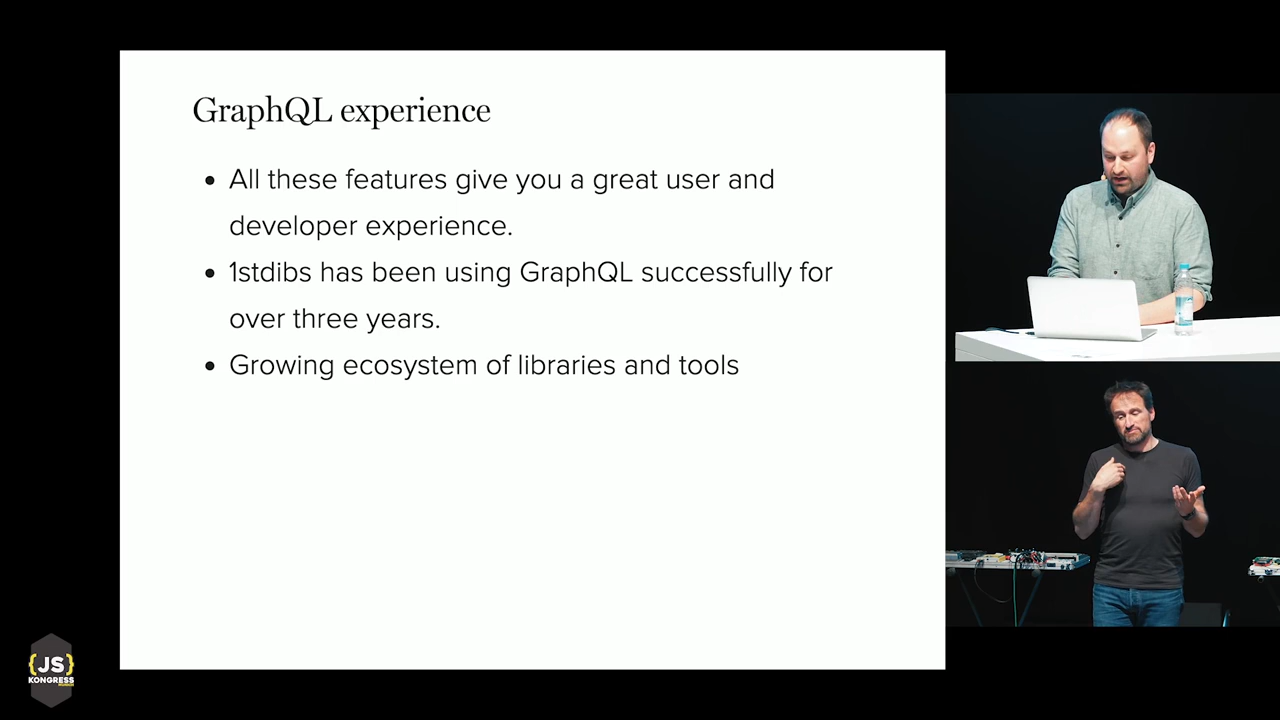 GraphQL experience
• All these features give you a great user and
developer experience.
• 1stdibs has been using GraphQL successfully for
over three years.
• Growing ecosystem of libraries and tools
{JS}
KONGRESS